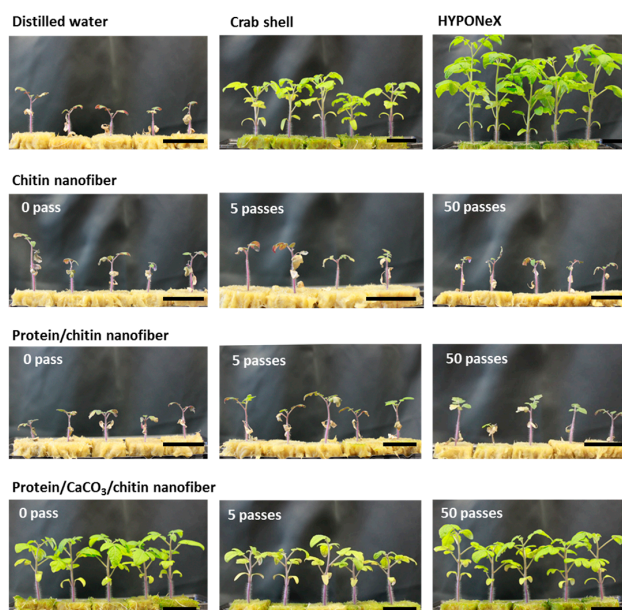 Distilled water
Crab shell
HYPONeX
Chitin nanofiber
0 pass
5 passes
50 passes
Protein/chitin nanofiber
0 pass
5 passes
50 passes
Protein/CaCO₃/chitin nanofiber
0 pass
5 passes
50 passes